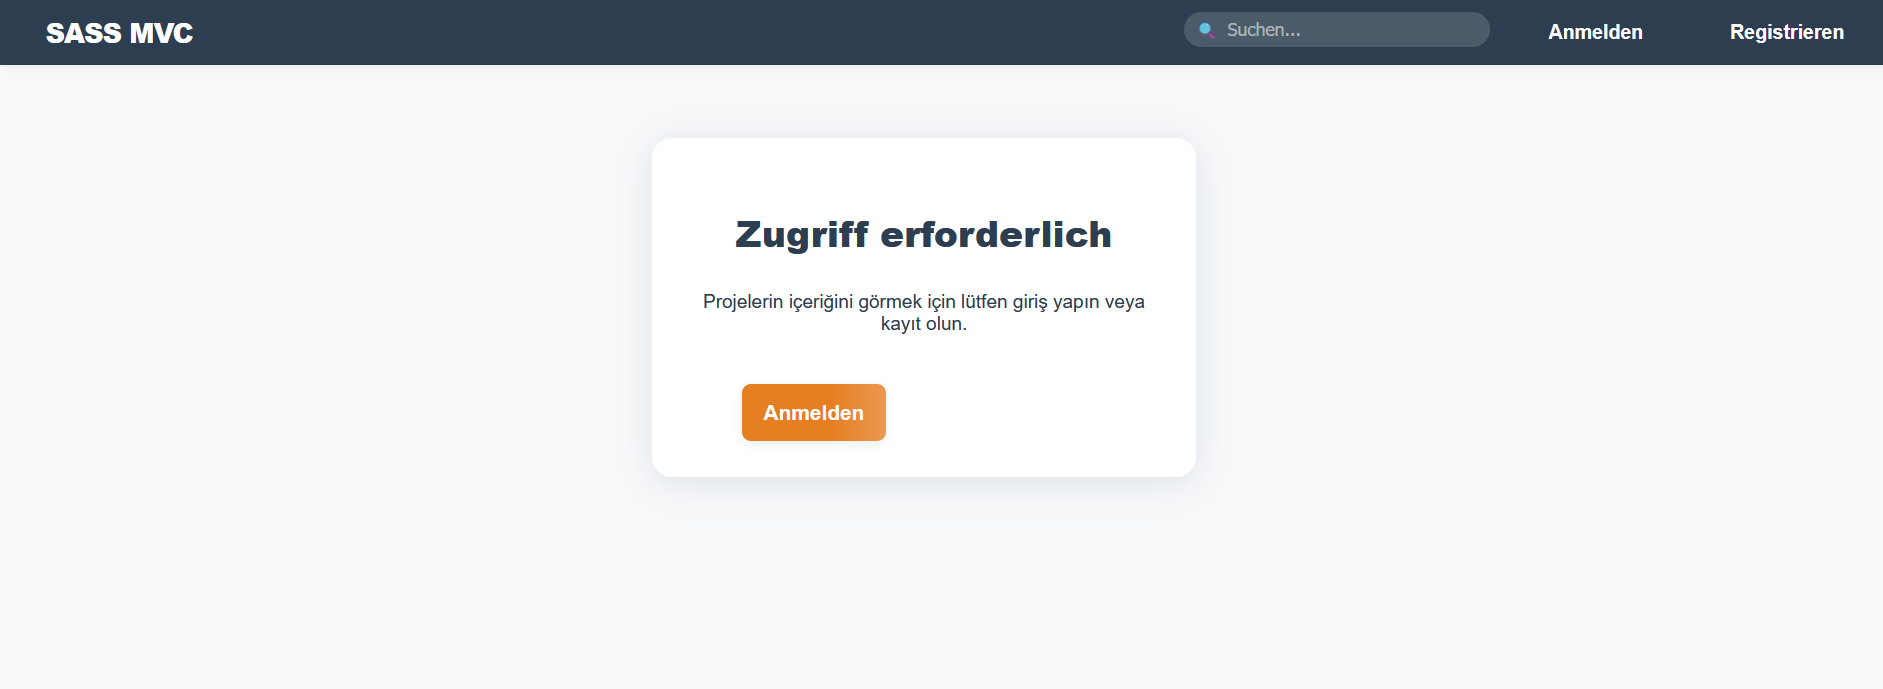 SASS MVC
Suchen...
Anmelden
Registrieren
Zugriff erforderlich
Projelerin içeriğini görmek için lütfen giriş yapın veya
kayıt olun.
Anmelden